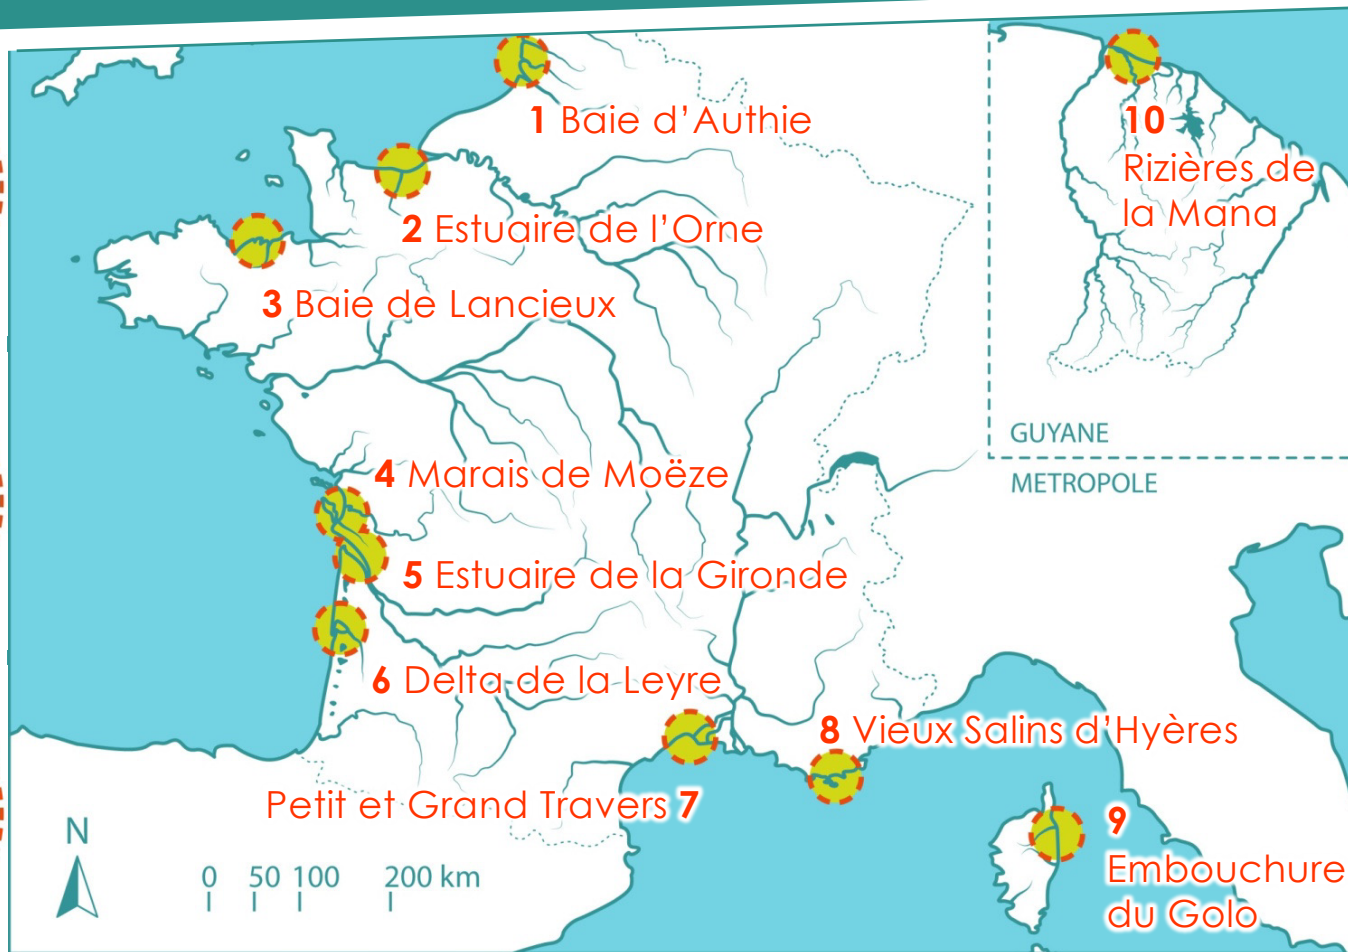 1 Baie d'Authie
10
Rizières de
la Mana
2 Estuaire de l'Orne
3 Baie de Lancieux
GUYANE
METROPOLE
4 Marais de Moëze
5 Estuaire de la Gironde
6 Delta de la Leyre
8 Vieux Salins d'Hyères
Petit et Grand Travers 7
9
Embouchure
du Golo
N
0 50 100 200 km